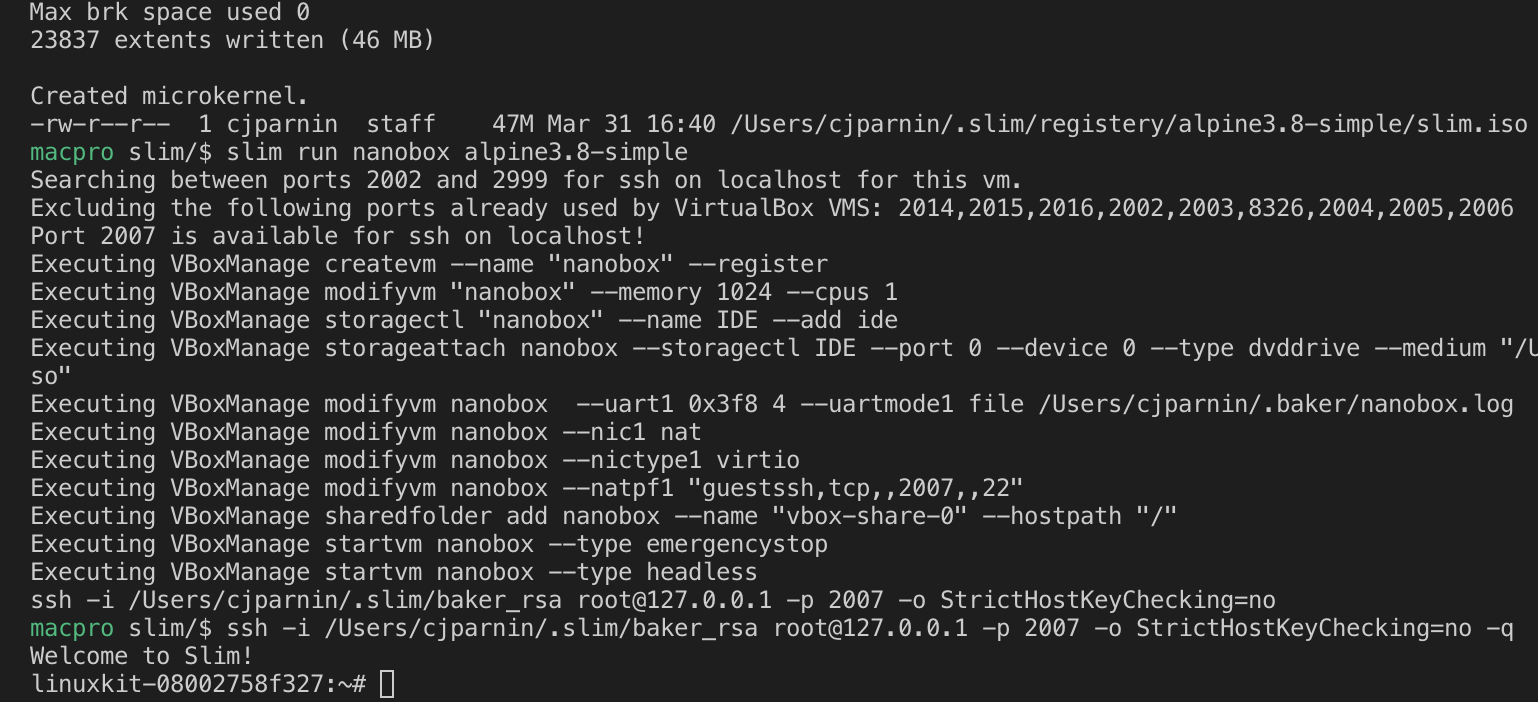 Max brk space used 0
23837 extents written (46 MB)
Created microkernel.
-rw-r--r--  1 cjparnin  staff    47M Mar 31 16:40 /Users/cjparnin/.slim/registery/alpine3.8-simple/slim.iso
macpro slim/$ slim run nanobox alpine3.8-simple
Searching between ports 2002 and 2999 for ssh on localhost for this vm.
Excluding the following ports already used by VirtualBox VMS: 2014,2015,2016,2002,2003,8326,2004,2005,2006
Port 2007 is available for ssh on localhost!
Executing VBoxManage createvm --name "nanobox" --register
Executing VBoxManage modifyvm "nanobox" --memory 1024 --cpus 1
Executing VBoxManage storagectl "nanobox" --name IDE --add ide
Executing VBoxManage storageattach nanobox --storagectl IDE --port 0 --device 0 --type dvddrive --medium "/U
so"
Executing VBoxManage modifyvm nanobox  --uart1 0x3f8 4 --uartmode1 file /Users/cjparnin/.baker/nanobox.log
Executing VBoxManage modifyvm nanobox --nic1 nat
Executing VBoxManage modifyvm nanobox --nictype1 virtio
Executing VBoxManage modifyvm nanobox --natpf1 "guestssh,tcp,,2007,,22"
Executing VBoxManage sharedfolder add nanobox --name "vbox-share-0" --hostpath "/"
Executing VBoxManage startvm nanobox --type emergencystop
Executing VBoxManage startvm nanobox --type headless
ssh -i /Users/cjparnin/.slim/baker_rsa root@127.0.0.1 -p 2007 -o StrictHostKeyChecking=no
macpro slim/$ ssh -i /Users/cjparnin/.slim/baker_rsa root@127.0.0.1 -p 2007 -o StrictHostKeyChecking=no -q
Welcome to Slim!
linuxkit-08002758f327:~#